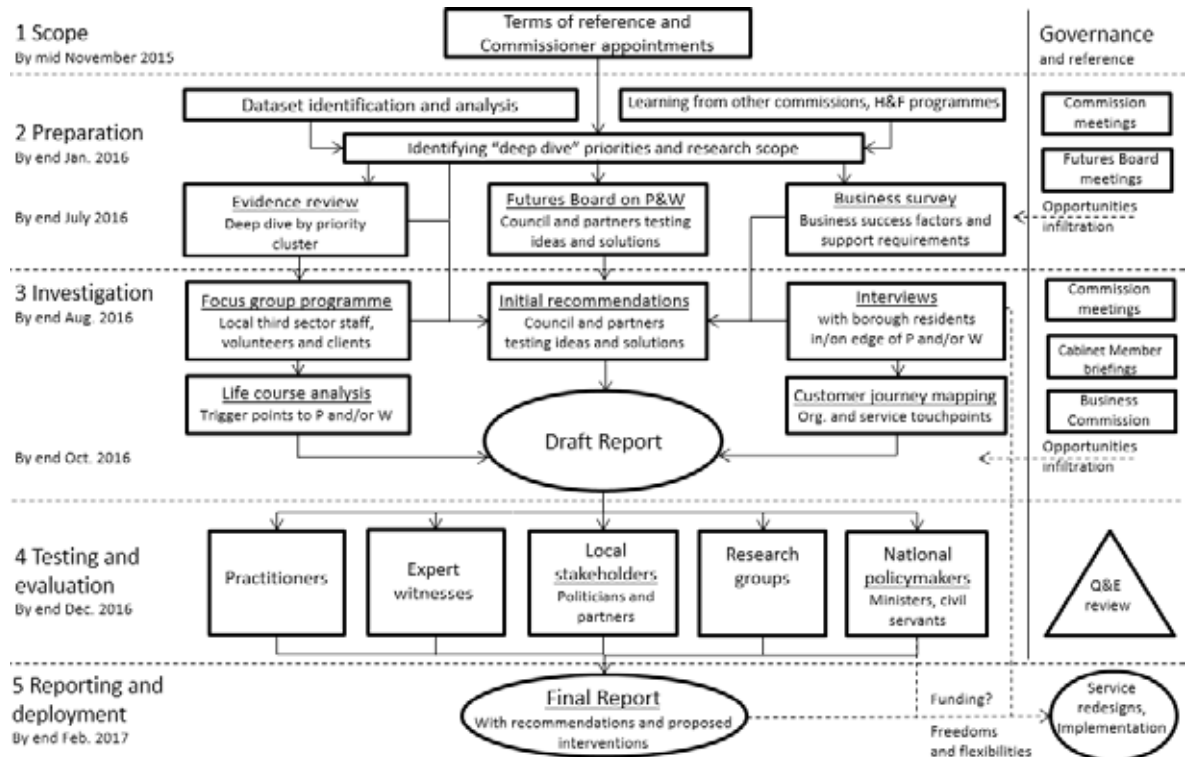 1 Scope
By mid November 2015
Terms of reference and
Commissioner appointments
Governance
and reference
2 Preparation
By end Jan. 2016
Dataset identification and analysis
Learning from other commissions, H&F programmes
Identifying "deep dive" priorities and research scope
Commission
meetings
Futures Board
meetings
By end July 2016
Evidence review
Deep dive by priority
cluster
Futures Board on P&W
Council and partners testing
ideas and solutions
Business survey
Business success factors and
support requirements
Opportunities
infiltration
3 Investigation
By end Aug. 2016
Focus group programme
Local third sector staff,
volunteers and clients
Initial recommendations
Council and partners
testing ideas and solutions
Interviews
with borough residents
in/on edge of P and/or W
Commission
meetings
Cabinet Member
briefings
Business
Commission
Life course analysis
Trigger points to P and/or W
Draft Report
Customer journey mapping
Org. and service touchpoints
By end Oct. 2016
Opportunities
infiltration
4 Testing and
evaluation
By end Dec. 2016
Practitioners
Expert
witnesses
Local
stakeholders
Politicians and
partners
Research
groups
National
policymakers
Ministers, civil
servants
Q&E
review
5 Reporting and
deployment
By end Feb. 2017
Final Report
With recommendations and proposed
interventions
Funding?
Freedoms
and flexibilities
Service
redesigns,
Implementation